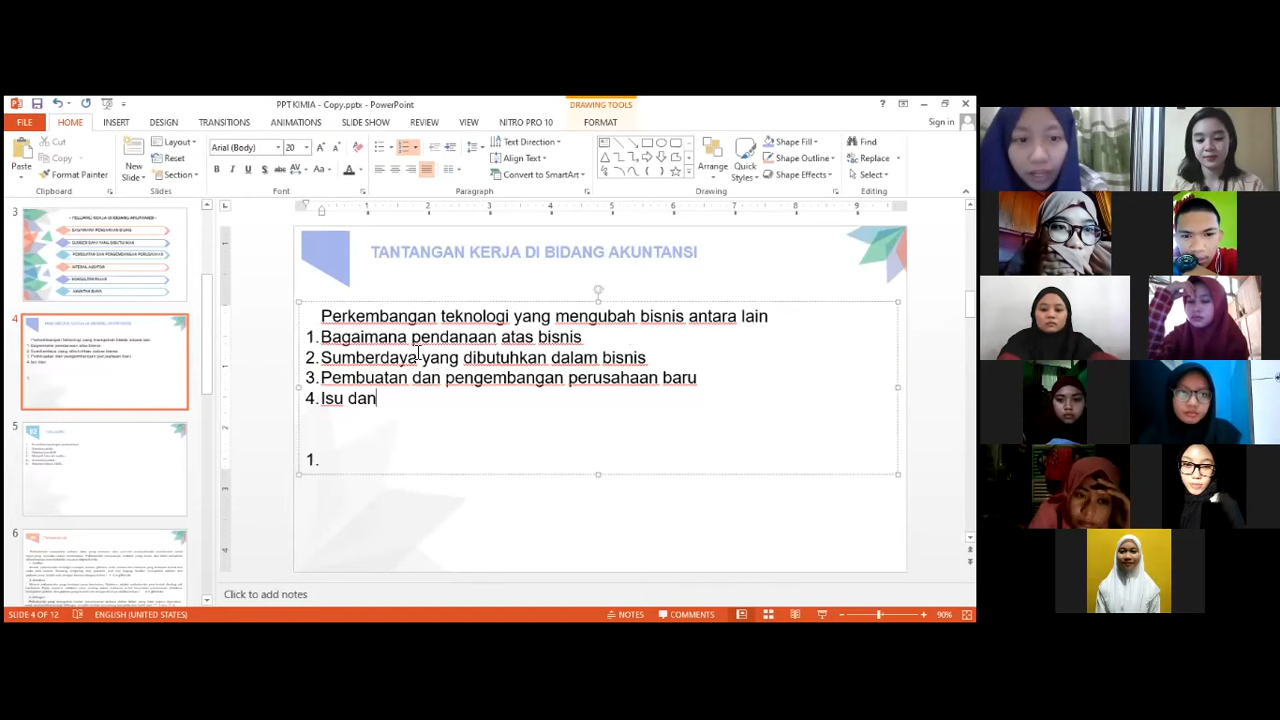 PPT KIMIA - Copy.pptx - PowerPoint
DRAWING TOOLS
FILE
HOME
INSERT
DESIGN
TRANSITIONS
ANIMATIONS
SLIDE SHOW
REVIEW
VIEW
NITRO PRO 10
FORMAT
Sign in
Paste
Cut
Copy
Format Painter
Clipboard
New Slide
Layout
Reset
Section
Slides
Arial (Body)
20
Font
Text Direction
Align Text
Convert to SmartArt
Paragraph
Arrange
Quick Styles
Shape Fill
Shape Outline
Shape Effects
Drawing
Find
Replace
Select
Editing
3
4
5
6
TANTANGAN KERJA DI BIDANG AKUNTANSI
Perkembangan teknologi yang mengubah bisnis antara lain
1. Bagaimana pendanaan atas bisnis
2. Sumberdaya yang dibutuhkan dalam bisnis
3. Pembuatan dan pengembangan perusahaan baru
4. Isu dan
1.
Click to add notes
SLIDE 4 OF 12
ENGLISH (UNITED STATES)
NOTES
COMMENTS
90%